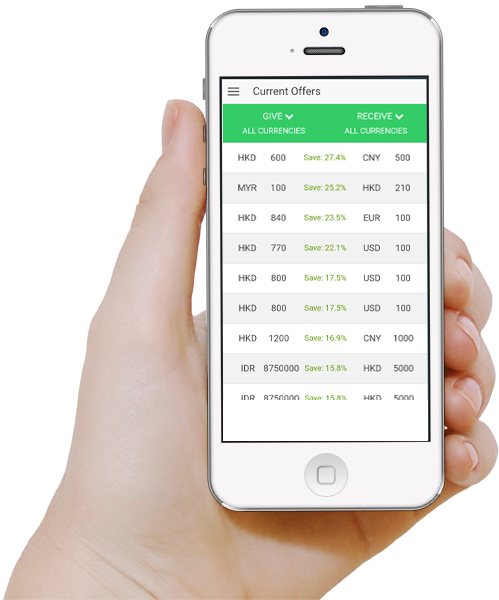 Current Offers
GIVE RECEIVE
ALL CURRENCIES ALL CURRENCIES
HKD 600 Save: 27.4% CNY 500
MYR 100 Save: 25.2% HKD 210
HKD 840 Save: 23.5% EUR 100
HKD 770 Save: 22.1% USD 100
HKD 800 Save: 17.5% USD 100
HKD 800 Save: 17.5% USD 100
HKD 1200 Save: 16.9% CNY 1000
IDR 8750000 Save: 15.8% HKD 5000
IDR 8750000 Save: 15.8% HKD 5000